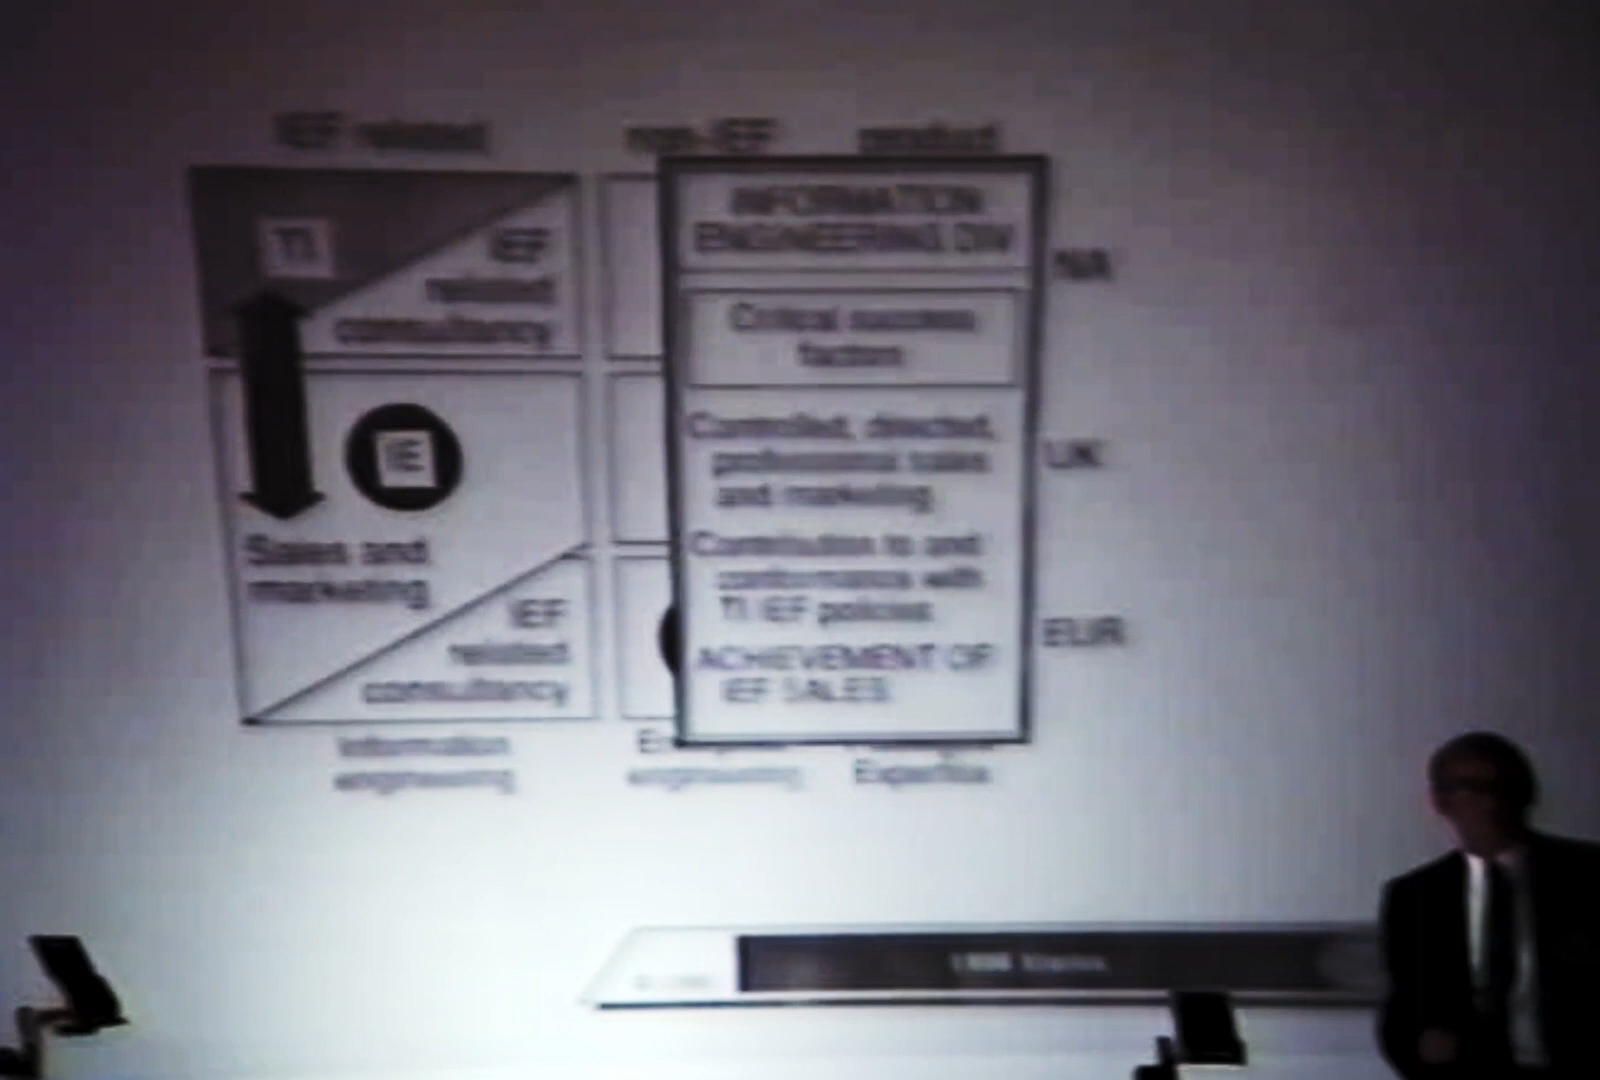 IEF related
non-IEF
product
TI
IEF
related
consultancy
IE
Sales and
marketing
IEF
related
consultancy
INFORMATION
ENGINEERING DIV
Critical success
factors
Controlled, directed,
professional sales
and marketing
Contribution to and
conformance with
TI IEF policies
ACHIEVEMENT OF
IEF SALES
NA
UK
EUR
Information
engineering
engineering
Expertise